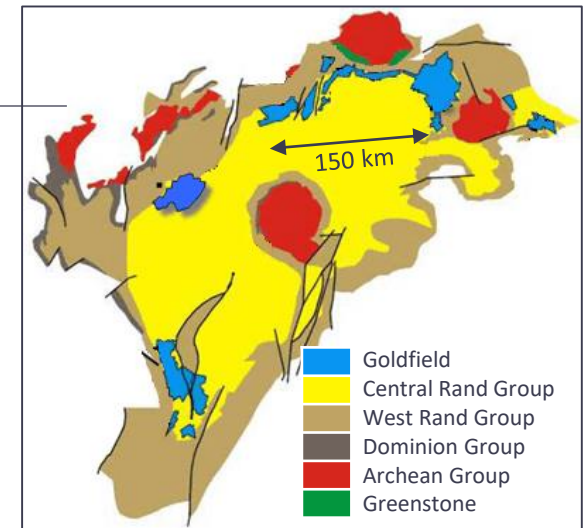 150 km
Goldfield
Central Rand Group
West Rand Group
Dominion Group
Archean Group
Greenstone